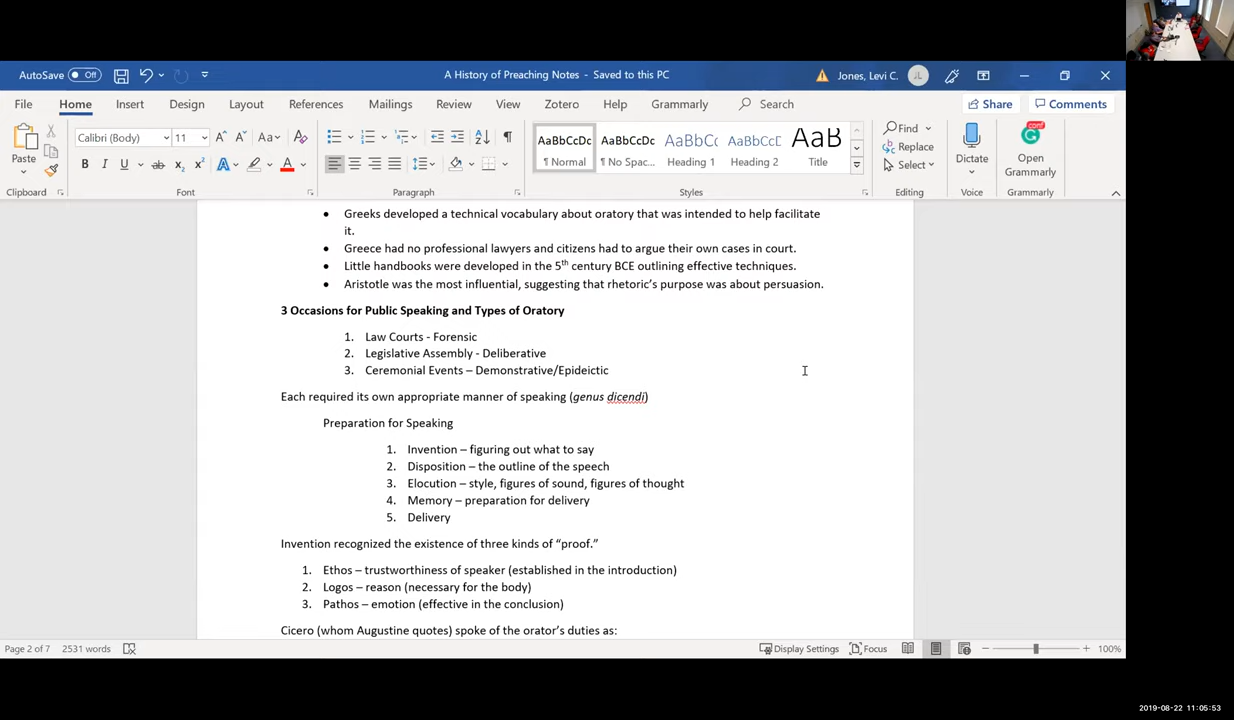 AutoSave Off
A History of Preaching Notes - Saved to this PC
Jones, Levi C. JL
File Home Insert Design Layout References Mailings Review View Zotero Help Grammarly Search Share Comments
Calibri (Body) 11
Paste
AaBbCcDc AaBbCcDc AaBbCc AaBbCcD AaB
¶ Normal ¶ No Spac... Heading 1 Heading 2 Title
Find
Replace
Select
Dictate
Open
Grammarly
Clipboard Font Paragraph Styles Editing Voice Grammarly
• Greeks developed a technical vocabulary about oratory that was intended to help facilitate
it.
• Greece had no professional lawyers and citizens had to argue their own cases in court.
• Little handbooks were developed in the 5th century BCE outlining effective techniques.
• Aristotle was the most influential, suggesting that rhetoric's purpose was about persuasion.
3 Occasions for Public Speaking and Types of Oratory
1. Law Courts - Forensic
2. Legislative Assembly - Deliberative
3. Ceremonial Events – Demonstrative/Epideictic
Each required its own appropriate manner of speaking (genus dicendi)
Preparation for Speaking
1. Invention – figuring out what to say
2. Disposition – the outline of the speech
3. Elocution – style, figures of sound, figures of thought
4. Memory – preparation for delivery
5. Delivery
Invention recognized the existence of three kinds of “proof.”
1. Ethos – trustworthiness of speaker (established in the introduction)
2. Logos – reason (necessary for the body)
3. Pathos – emotion (effective in the conclusion)
Cicero (whom Augustine quotes) spoke of the orator's duties as:
Page 2 of 7 2531 words Display Settings Focus 100%
2019-08-22 11:05:53